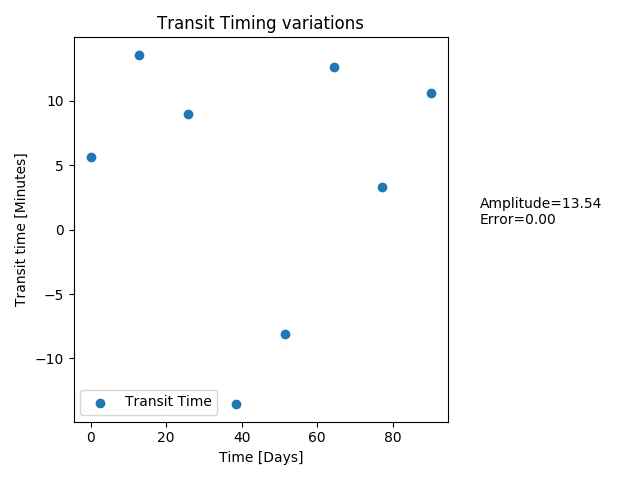 Transit Timing variations
Transit time [Minutes]
10
5
0
−5
−10
Transit Time
0
20
40
60
80
Time [Days]
Amplitude=13.54
Error=0.00